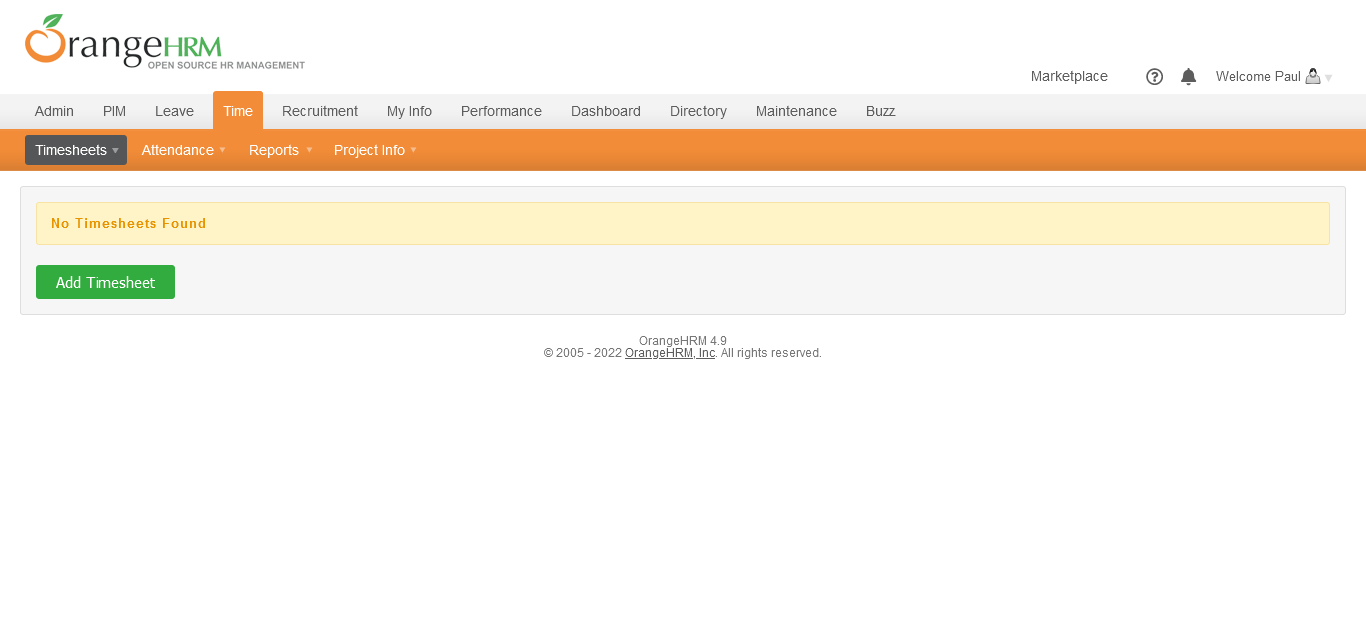 OrangeHRM
OPEN SOURCE HR MANAGEMENT
Marketplace Welcome Paul
Admin PIM Leave Time Recruitment My Info Performance Dashboard Directory Maintenance Buzz
Timesheets Attendance Reports Project Info
No Timesheets Found
Add Timesheet
OrangeHRM 4.9
© 2005 - 2022 OrangeHRM, Inc. All rights reserved.